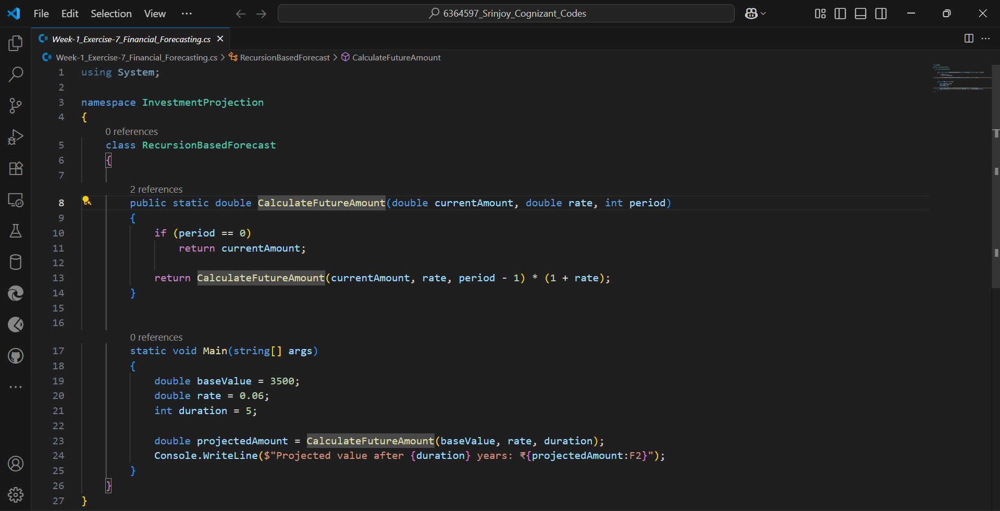 File Edit Selection View ···
6364597_Srinjoy_Cognizant_Codes
Week-1_Exercise-7_Financial_Forecasting.cs
Week-1_Exercise-7_Financial_Forecasting.cs > RecursionBasedForecast > CalculateFutureAmount
1 using System;
2
3 namespace InvestmentProjection
4 {
0 references
5 class RecursionBasedForecast
6 {
7
2 references
8 public static double CalculateFutureAmount(double currentAmount, double rate, int period)
9 {
10 if (period == 0)
11 return currentAmount;
12
13 return CalculateFutureAmount(currentAmount, rate, period - 1) * (1 + rate);
14 }
15
16
0 references
17 static void Main(string[] args)
18 {
19 double baseValue = 3500;
20 double rate = 0.06;
21 int duration = 5;
22
23 double projectedAmount = CalculateFutureAmount(baseValue, rate, duration);
24 Console.WriteLine($"Projected value after {duration} years: ₹{projectedAmount:F2}");
25 }
26 }
27 }